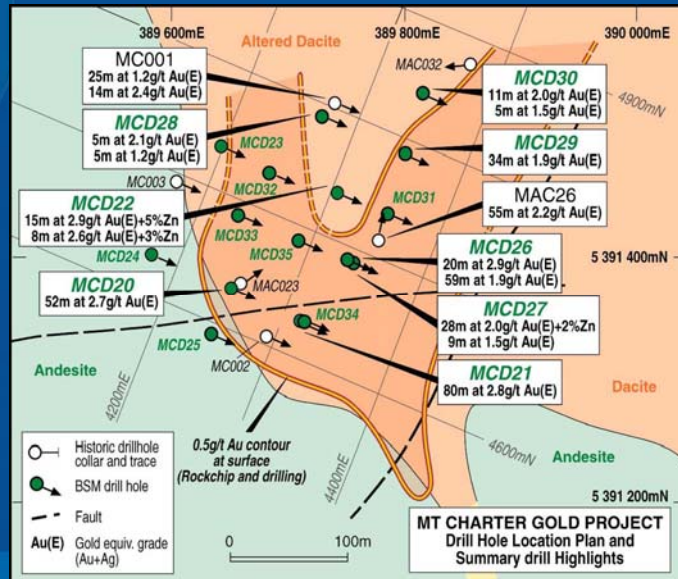 389 600mE
389 800mE
390 000mE
Altered Dacite
MAC032
MC001
25m at 1.2g/t Au(E)
14m at 2.4g/t Au(E)
MCD30
11m at 2.0g/t Au(E)
5m at 1.5g/t Au(E)
4900mN
MCD28
5m at 2.1g/t Au(E)
5m at 1.2g/t Au(E)
MCD23
MCD29
34m at 1.9g/t Au(E)
MC003
MCD32
MCD31
MAC26
55m at 2.2g/t Au(E)
MCD22
15m at 2.9g/t Au(E)+5%Zn
8m at 2.6g/t Au(E)+3%Zn
MCD33
MCD24
MCD35
MCD26
20m at 2.9g/t Au(E)
59m at 1.9g/t Au(E)
5 391 400mN
MCD20
52m at 2.7g/t Au(E)
MAC023
MCD27
28m at 2.0g/t Au(E)+2%Zn
9m at 1.5g/t Au(E)
MCD25
MCD34
MC002
MCD21
80m at 2.8g/t Au(E)
Andesite
4200mE
Dacite
4400mE
4600mN
Andesite
0.5g/t Au contour
at surface
(Rockchip and drilling)
Historic drillhole
collar and trace
BSM drill hole
Fault
Au(E) Gold equiv. grade
(Au+Ag)
0 100m
5 391 200mN
MT CHARTER GOLD PROJECT
Drill Hole Location Plan and
Summary drill Highlights